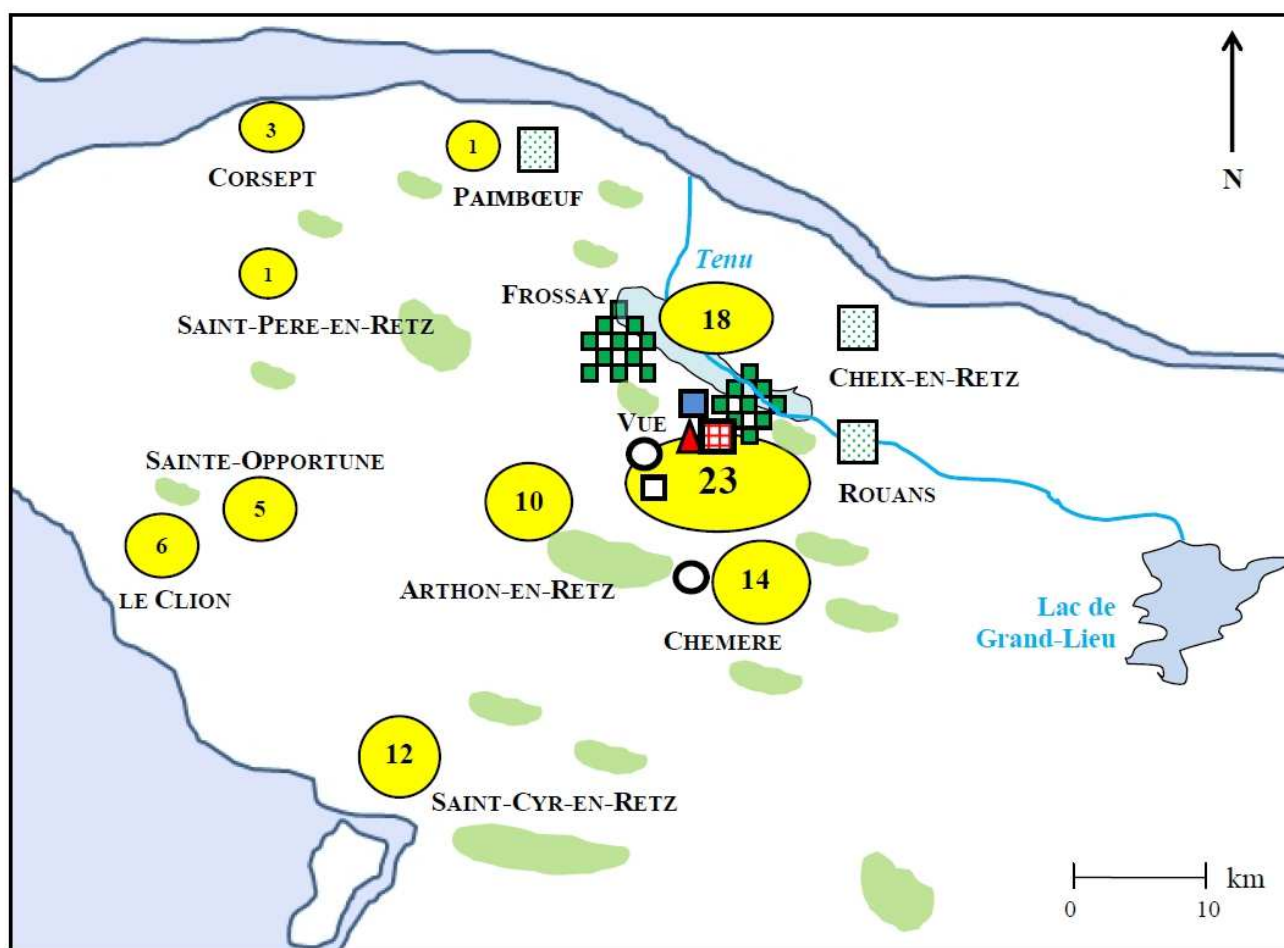 3
CORSEPT
1
PAIMBŒUF
N
1
SAINT-PERE-EN-RETZ
Tenu
FROSSAY
18
CHEIX-EN-RETZ
VUE
23
ROUANS
SAINTE-OPPORTUNE
5
6
LE CLION
10
ARTHON-EN-RETZ
14
CHEMERE
Lac de
Grand-Lieu
12
SAINT-CYR-EN-RETZ
km
0 10